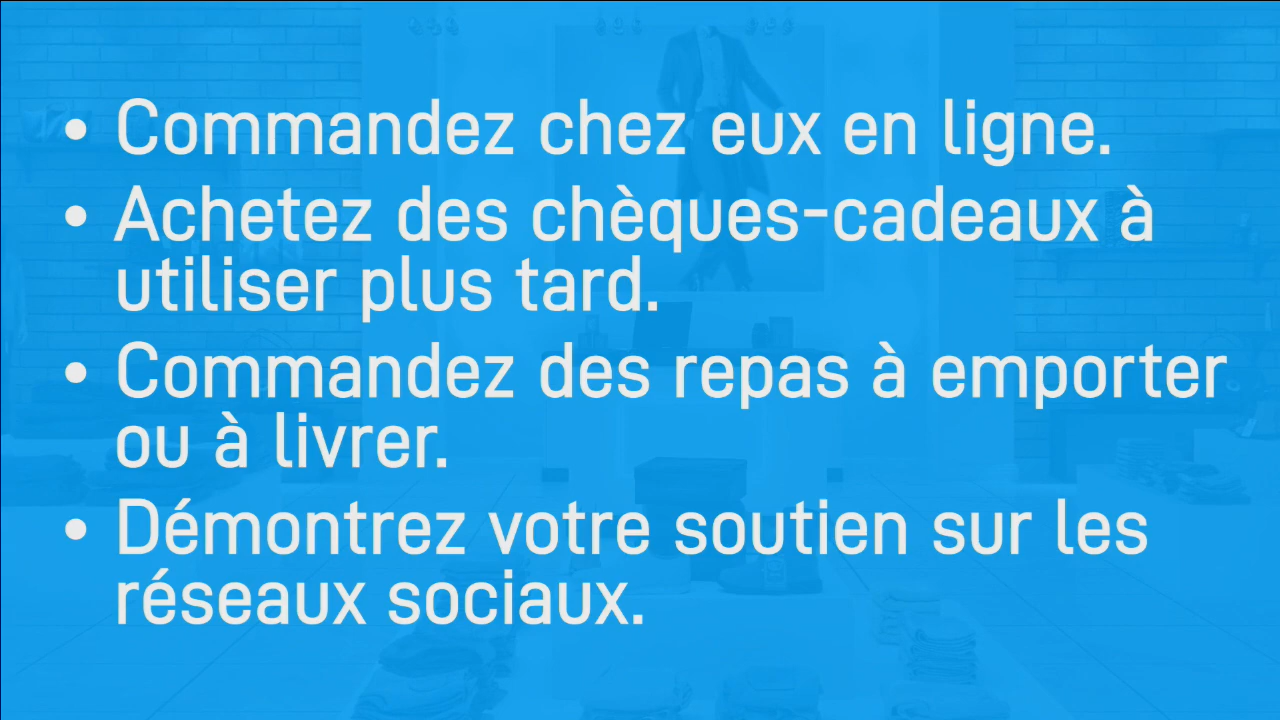 • Commandez chez eux en ligne.
• Achetez des chèques-cadeaux à
utiliser plus tard.
• Commandez des repas à emporter
ou à livrer.
• Démontrez votre soutien sur les
réseaux sociaux.